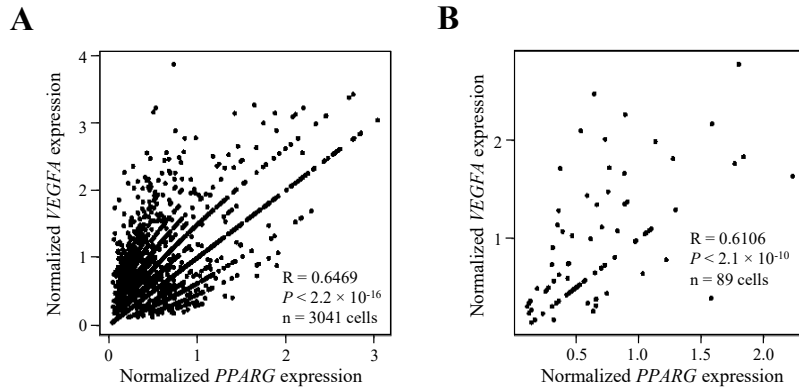 A
Normalized VEGFA expression
4
3
2
1
0
R = 0.6469
P < 2.2 × 10-16
n = 3041 cells
0
1
2
3
Normalized PPARG expression
B
Normalized VEGFA expression
2
1
R = 0.6106
P < 2.1 × 10-10
n = 89 cells
0.5
1.0
1.5
2.0
Normalized PPARG expression